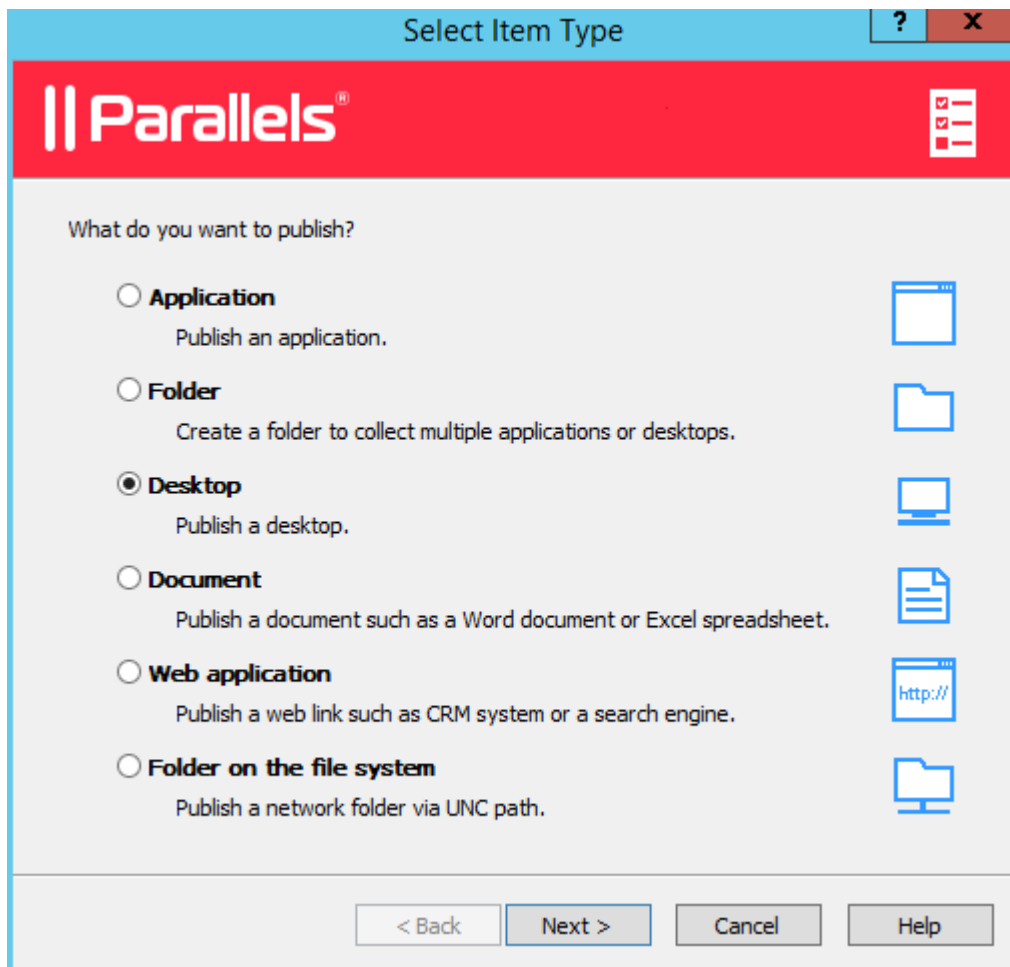 Select Item Type
?
x
Parallels®
What do you want to publish?
Application
Publish an application.
Folder
Create a folder to collect multiple applications or desktops.
Desktop
Publish a desktop.
Document
Publish a document such as a Word document or Excel spreadsheet.
Web application
http://
Publish a web link such as CRM system or a search engine.
Folder on the file system
Publish a network folder via UNC path.
< Back
Next >
Cancel
Help